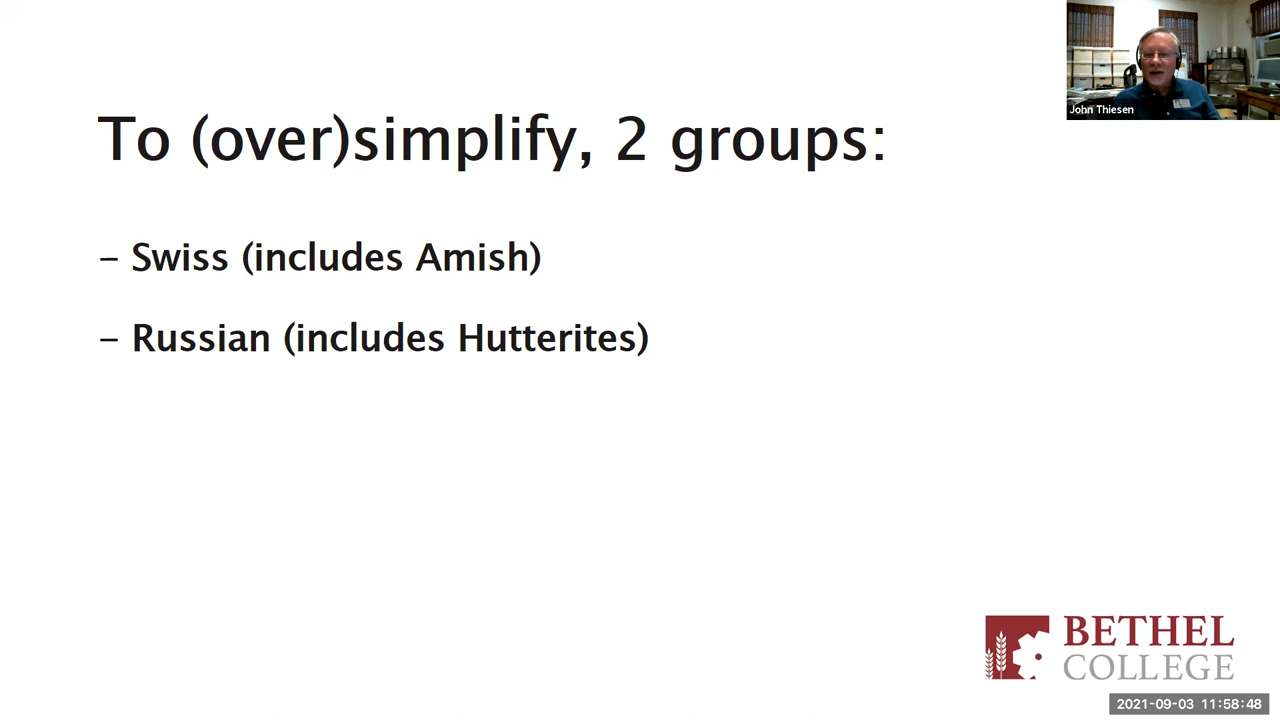 John Thiesen
To (over)simplify, 2 groups:
– Swiss (includes Amish)
– Russian (includes Hutterites)
BETHEL
COLLEGE
2021-09-03 11:58:48